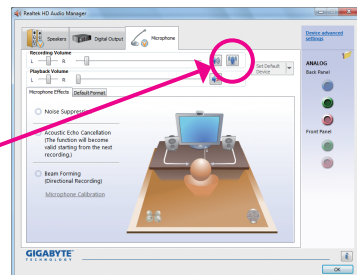 Realtek HD Audio Manager
Speakers
Digital Output
Microphone
Device advanced settings
Recording Volume
L
R
Set Default Device
Playback Volume
L
R
ANALOG
Back Panel
Microphone Effects
Default Format
Noise Suppression
Acoustic Echo Cancellation
(The function will become
valid starting from the next
recording.)
Beam Forming
(Directional Recording)
Microphone Calibration
Front Panel
GIGABYTE
TECHNOLOGY
OK